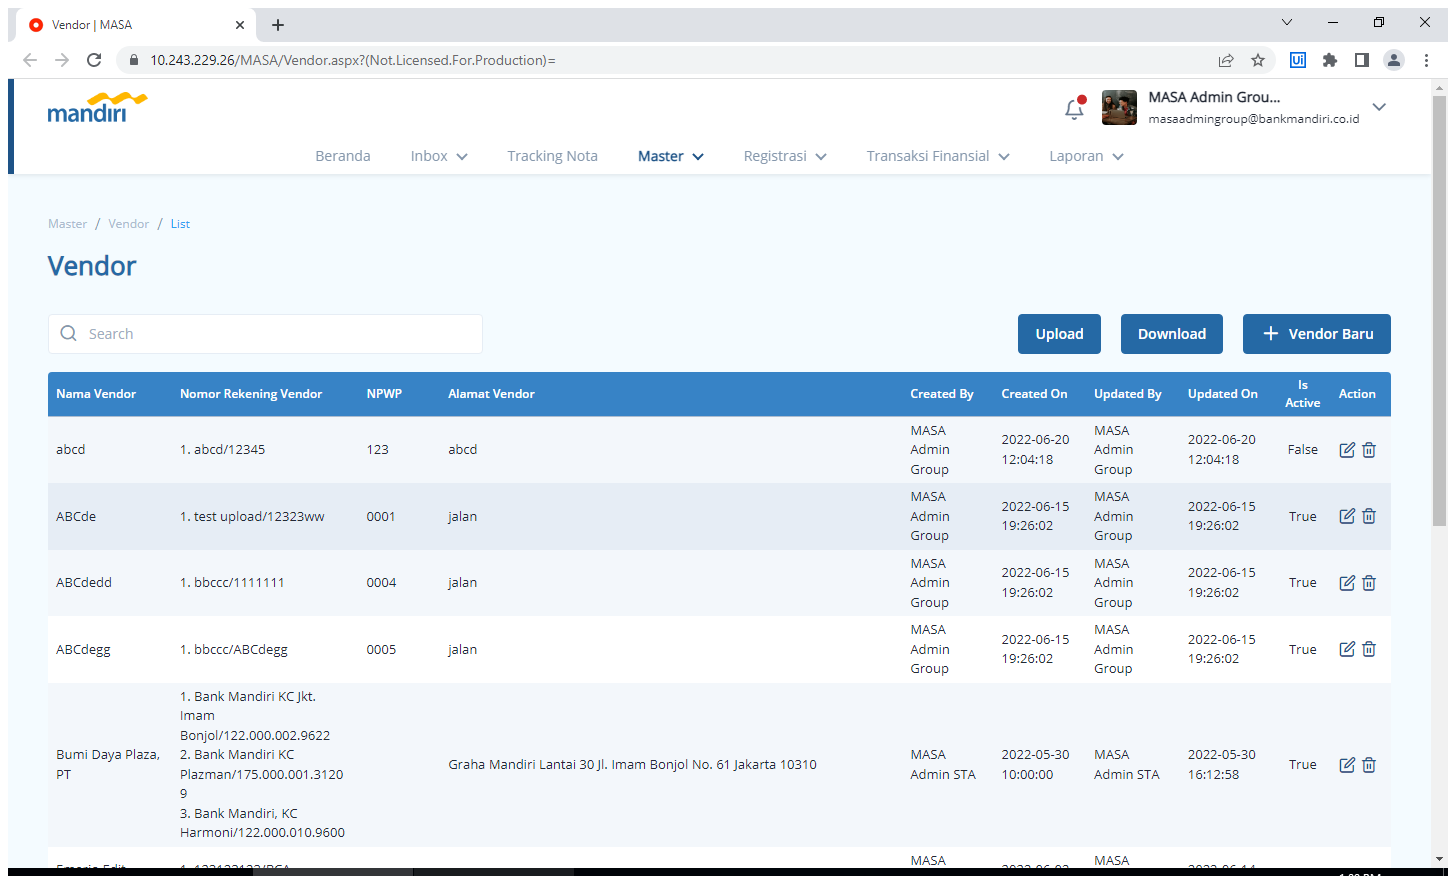 Vendor | MASA
10.243.229.26/MASA/Vendor.aspx?(Not.Licensed.For.Production)=
Ui
mandiri
MASA Admin Grou...
masaadmingroup@bankmandiri.co.id
Beranda Inbox Tracking Nota Master Registrasi Transaksi Finansial Laporan
Master / Vendor / List
Vendor
Search
Upload Download + Vendor Baru
Nama Vendor Nomor Rekening Vendor NPWP Alamat Vendor Created By Created On Updated By Updated On Is Active Action
abcd 1. abcd/12345 123 abcd MASA Admin Group 2022-06-20 12:04:18 MASA Admin Group 2022-06-20 12:04:18 False
ABCde 1. test upload/12323ww 0001 jalan MASA Admin Group 2022-06-15 19:26:02 MASA Admin Group 2022-06-15 19:26:02 True
ABCdedd 1. bbccc/1111111 0004 jalan MASA Admin Group 2022-06-15 19:26:02 MASA Admin Group 2022-06-15 19:26:02 True
ABCdegg 1. bbccc/ABCdegg 0005 jalan MASA Admin Group 2022-06-15 19:26:02 MASA Admin Group 2022-06-15 19:26:02 True
Bumi Daya Plaza, PT
1. Bank Mandiri KC Jkt.
Imam
Bonjol/122.000.002.9622
2. Bank Mandiri KC
Plazman/175.000.001.3120
9
3. Bank Mandiri, KC
Harmoni/122.000.010.9600
Graha Mandiri Lantai 30 Jl. Imam Bonjol No. 61 Jakarta 10310
MASA Admin STA 2022-05-30 10:00:00 MASA Admin STA 2022-05-30 16:12:58 True
MASA MASA